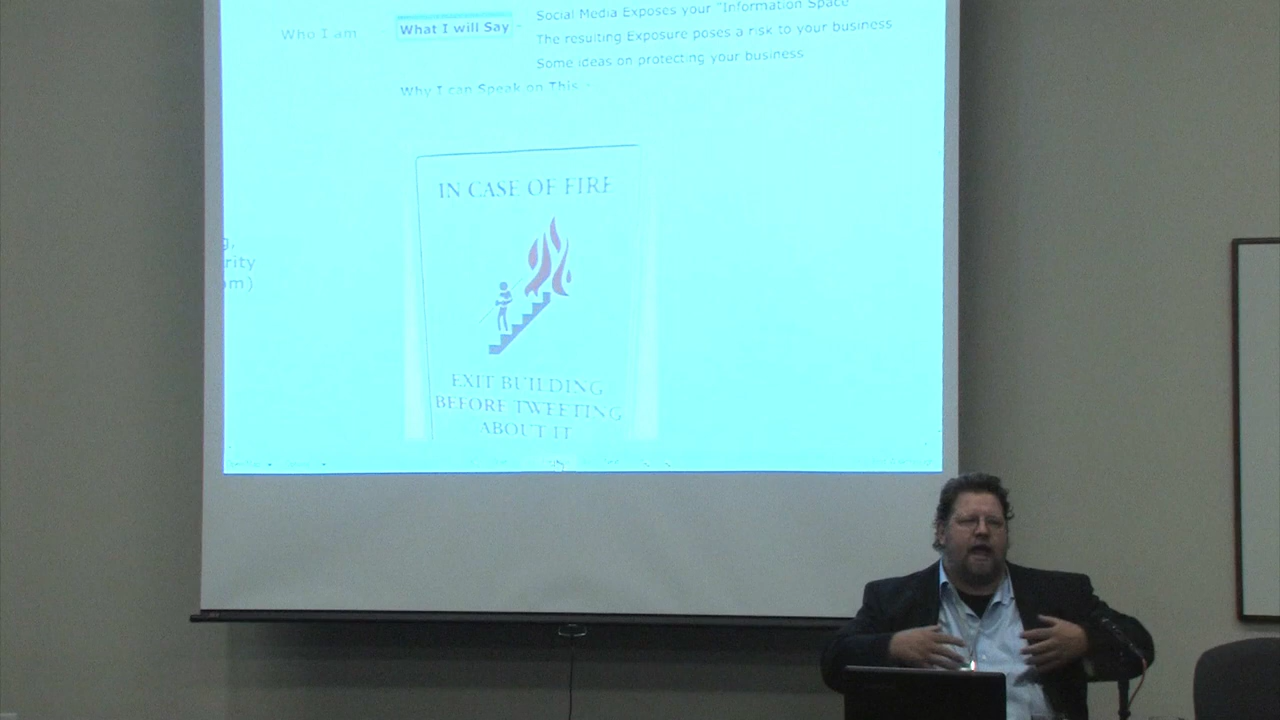 Social Media Exposes your "Information Space
Who I am
What I will Say -
The resulting Exposure poses a risk to your business
Some ideas on protecting your business
Why I can Speak on This -
IN CASE OF FIRE
g,
rity
om)
EXIT BUILDING
BEFORE TWEETING
ABOUT IT